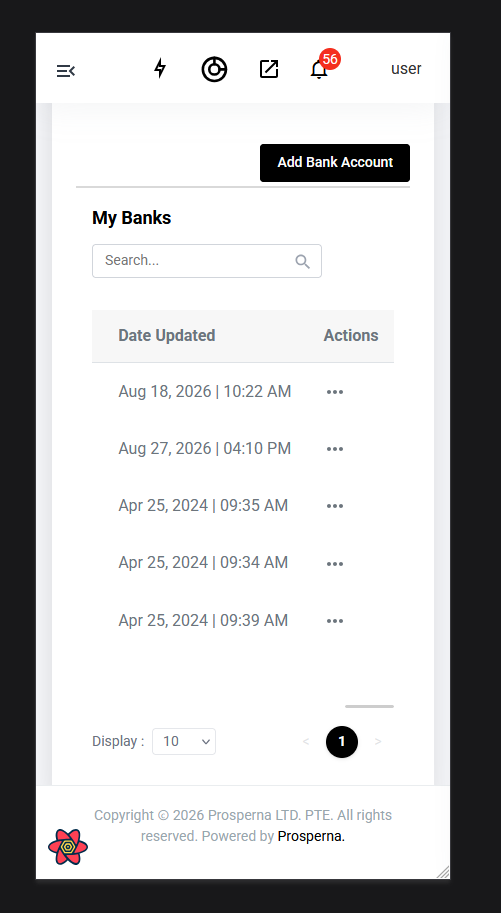 56
user
Add Bank Account
My Banks
Search...
Date Updated Actions
Aug 18, 2026 | 10:22 AM
Aug 27, 2026 | 04:10 PM
Apr 25, 2024 | 09:35 AM
Apr 25, 2024 | 09:34 AM
Apr 25, 2024 | 09:39 AM
Display : 10 < 1 >
Copyright © 2026 Prosperna LTD. PTE. All rights
reserved. Powered by Prosperna.